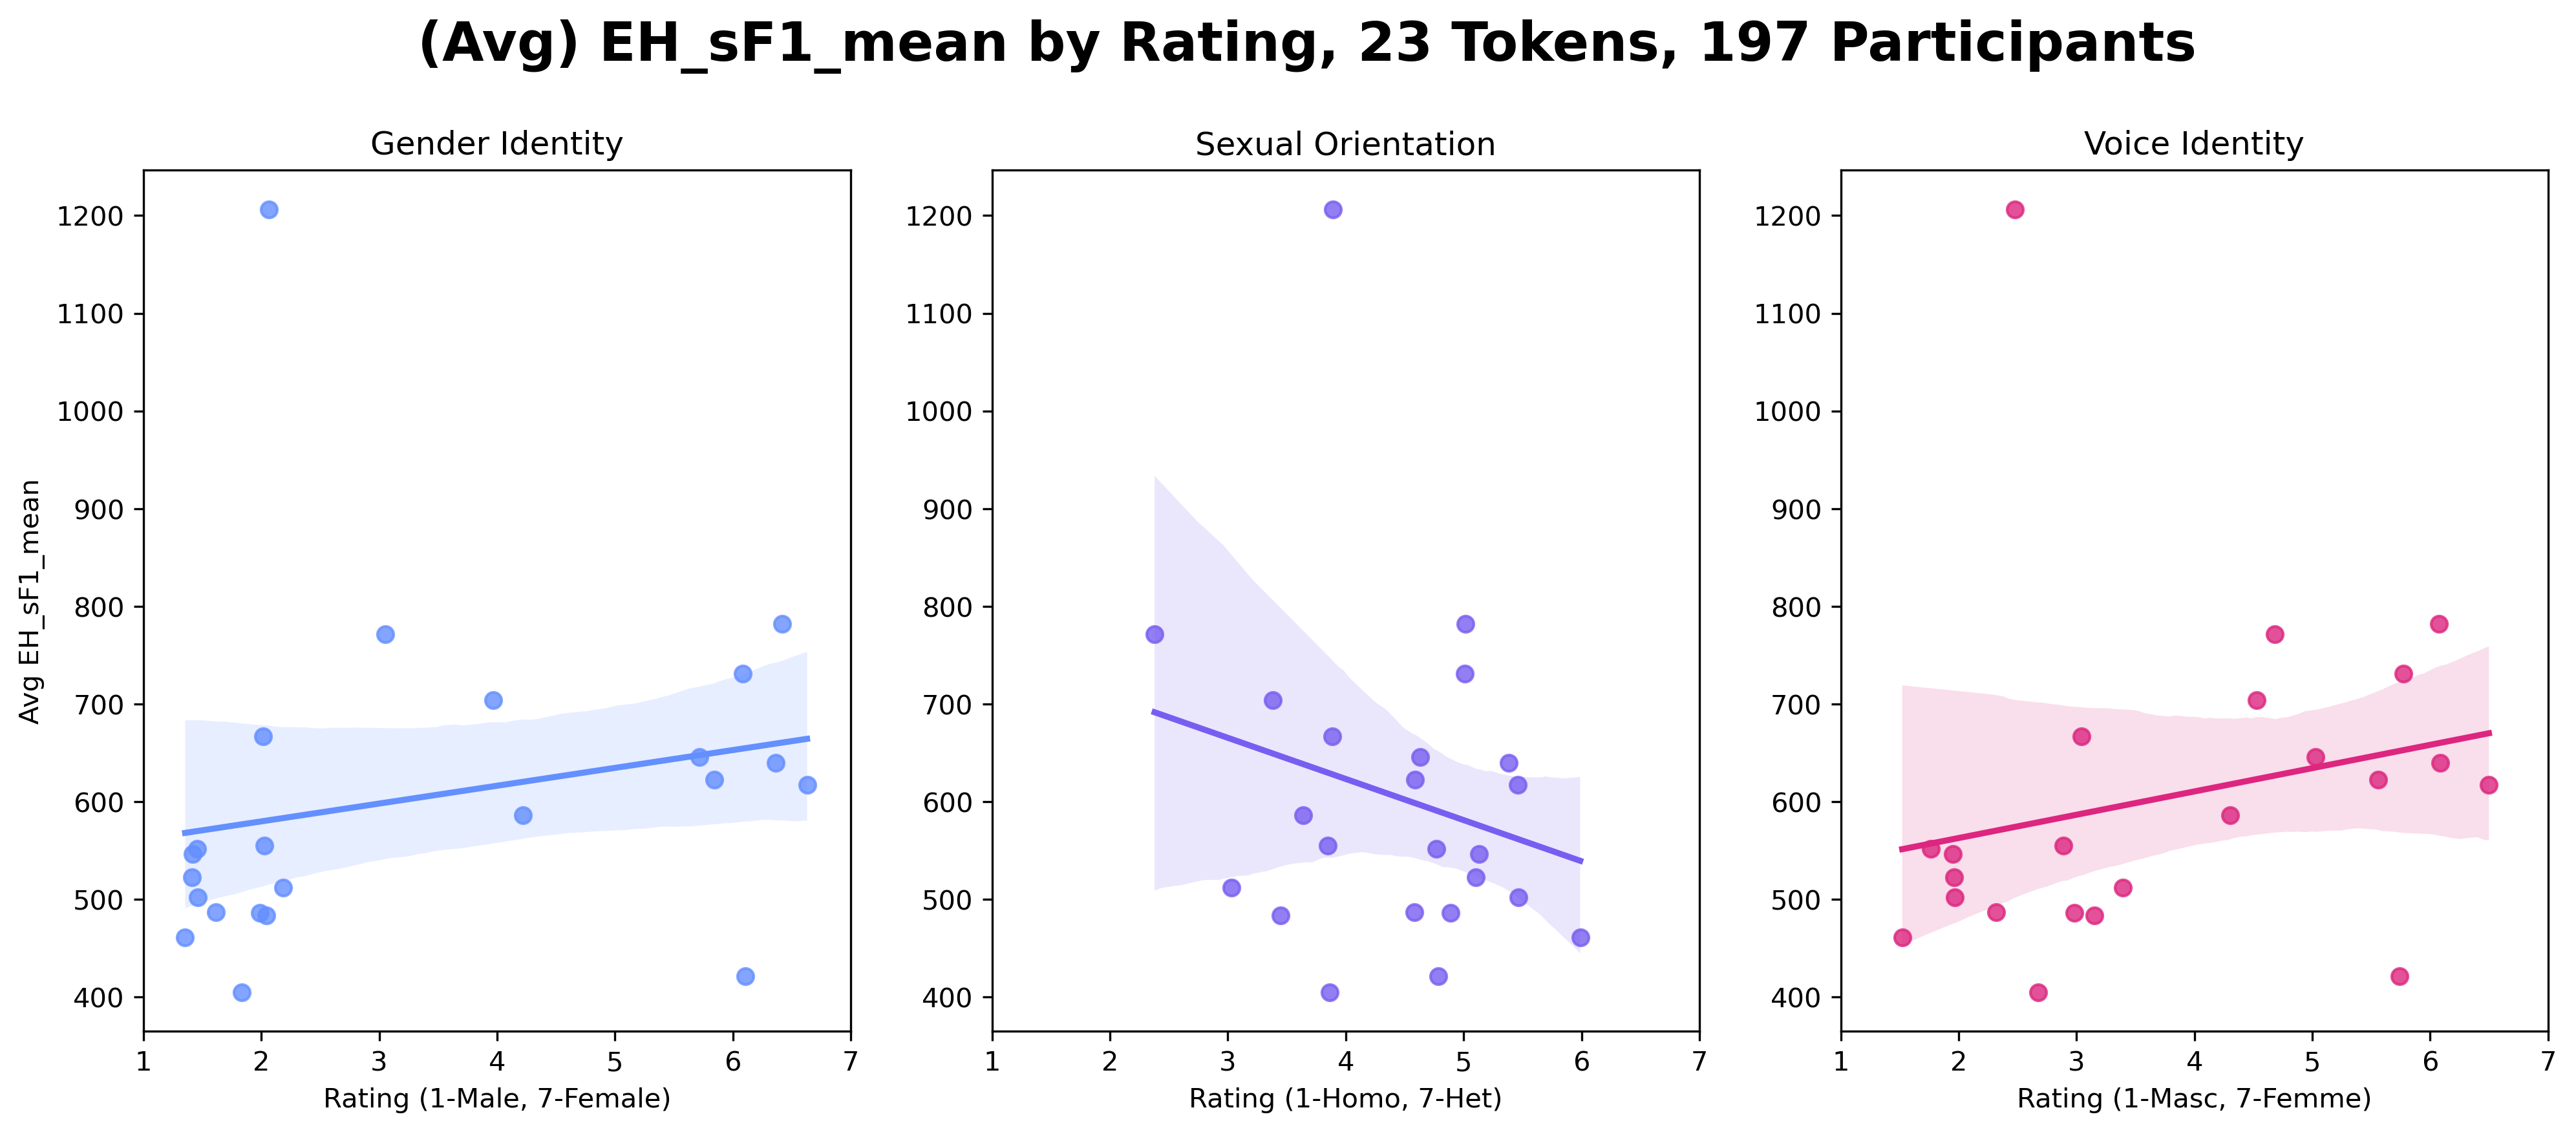 (Avg) EH_sF1_mean by Rating, 23 Tokens, 197 Participants
Gender Identity
Sexual Orientation
Voice Identity
Avg EH_sF1_mean
1200
1100
1000
900
800
700
600
500
400
1 2 3 4 5 6 7
Rating (1-Male, 7-Female)
1200
1100
1000
900
800
700
600
500
400
1 2 3 4 5 6 7
Rating (1-Homo, 7-Het)
1200
1100
1000
900
800
700
600
500
400
1 2 3 4 5 6 7
Rating (1-Masc, 7-Femme)